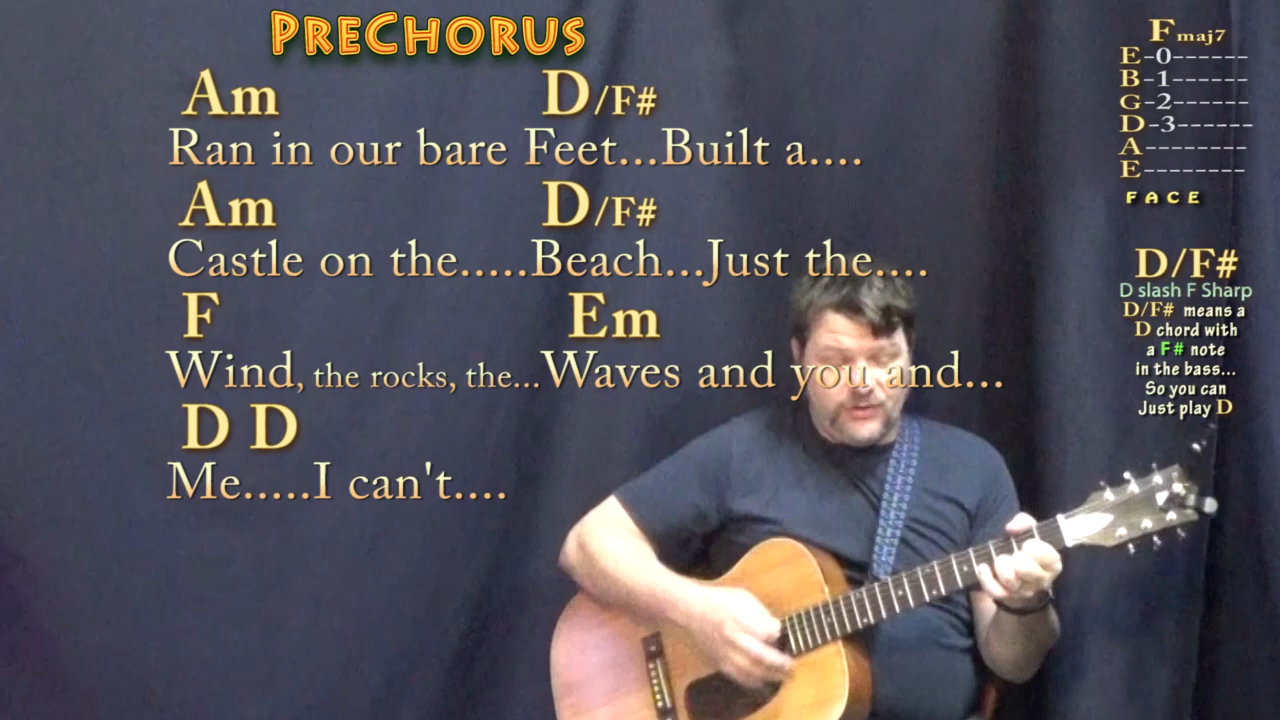 PRECHORUS
Am D/F#
Ran in our bare Feet...Built a....
Am D/F#
Castle on the.....Beach...Just the....
F Em
Wind, the rocks, the...Waves and you and...
D D
Me.....I can't....
Fmaj7
E-0------
B-1------
G-2------
D-3------
A--------
E--------
FACE
D/F#
D slash F Sharp
D/F# means a
D chord with
a F# note
in the bass...
So you can
Just play D